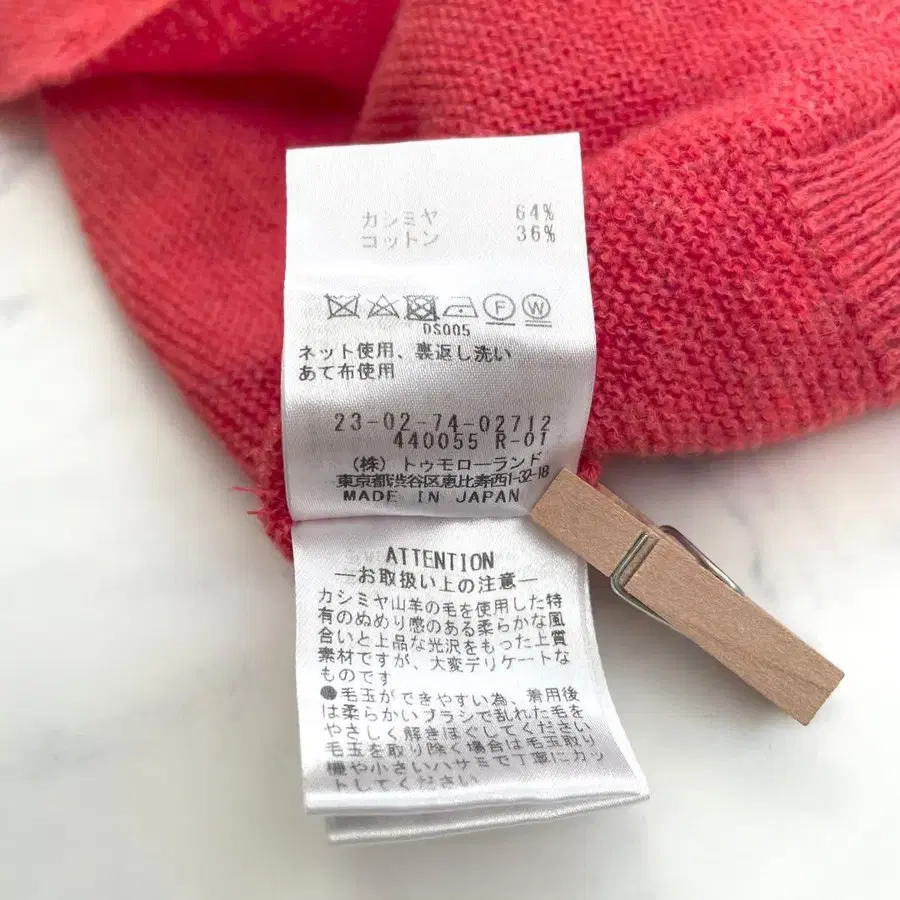 カシミヤ 64%
コットン 36%
F W
DS005
ネット使用、裏返し洗い
あて布使用
23-02-74-02712
440055 R-01
(株) トゥモローランド
東京都渋谷区恵比寿西1-32-18
MADE IN JAPAN
ATTENTION
—お取扱い上の注意—
カシミヤ山羊の毛を使用した特
有のぬめり感のある柔らかな風
合いと上品な光沢をもった上質
素材ですが、大変デリケートな
ものです
毛玉ができやすい為、着用後
は柔らかいブラシで乱れた毛を
やさしく解きほぐしてください
毛玉を取り除く場合は毛玉取り
機や小さいハサミで丁寧にカッ
トしてください